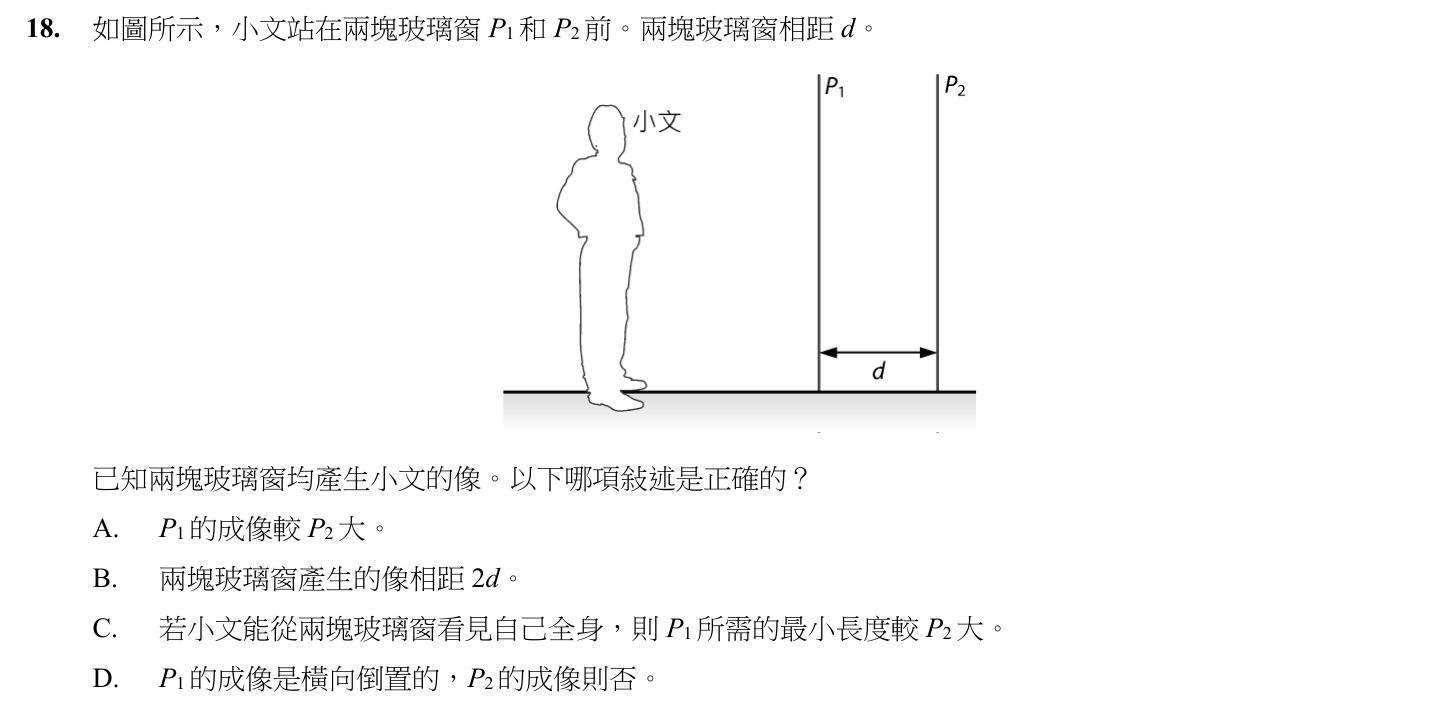 18. 如圖所示，小文站在兩塊玻璃窗 P1 和 P2 前。兩塊玻璃窗相距 d。
P1
P2
小文
d
已知兩塊玻璃窗均產生小文的像。以下哪項敍述是正確的？
A. P1 的成像較 P2 大。
B. 兩塊玻璃窗產生的像相距 2d。
C. 若小文能從兩塊玻璃窗看見自己全身，則 P1 所需的最小長度較 P2 大。
D. P1 的成像是橫向倒置的，P2 的成像則否。